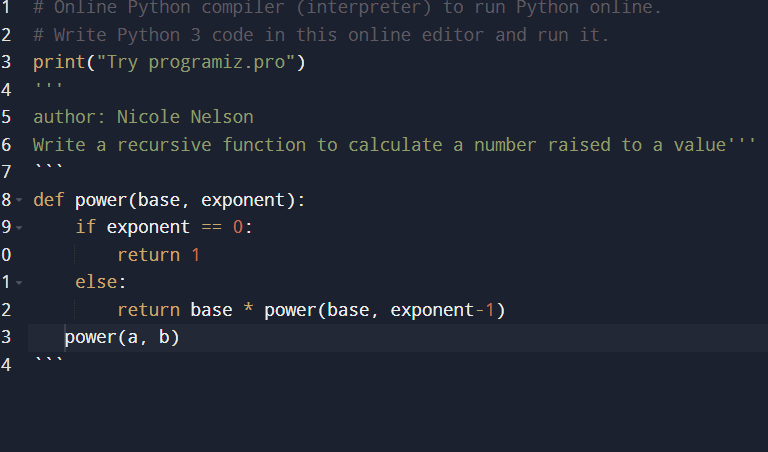 1 # Online Python compiler (interpreter) to run Python online.
2 # Write Python 3 code in this online editor and run it.
3 print("Try programiz.pro")
4 '''
5 author: Nicole Nelson
6 Write a recursive function to calculate a number raised to a value'''
7 ```
8 def power(base, exponent):
9     if exponent == 0:
0         return 1
1     else:
2         return base * power(base, exponent-1)
3    power(a, b)
4 ```